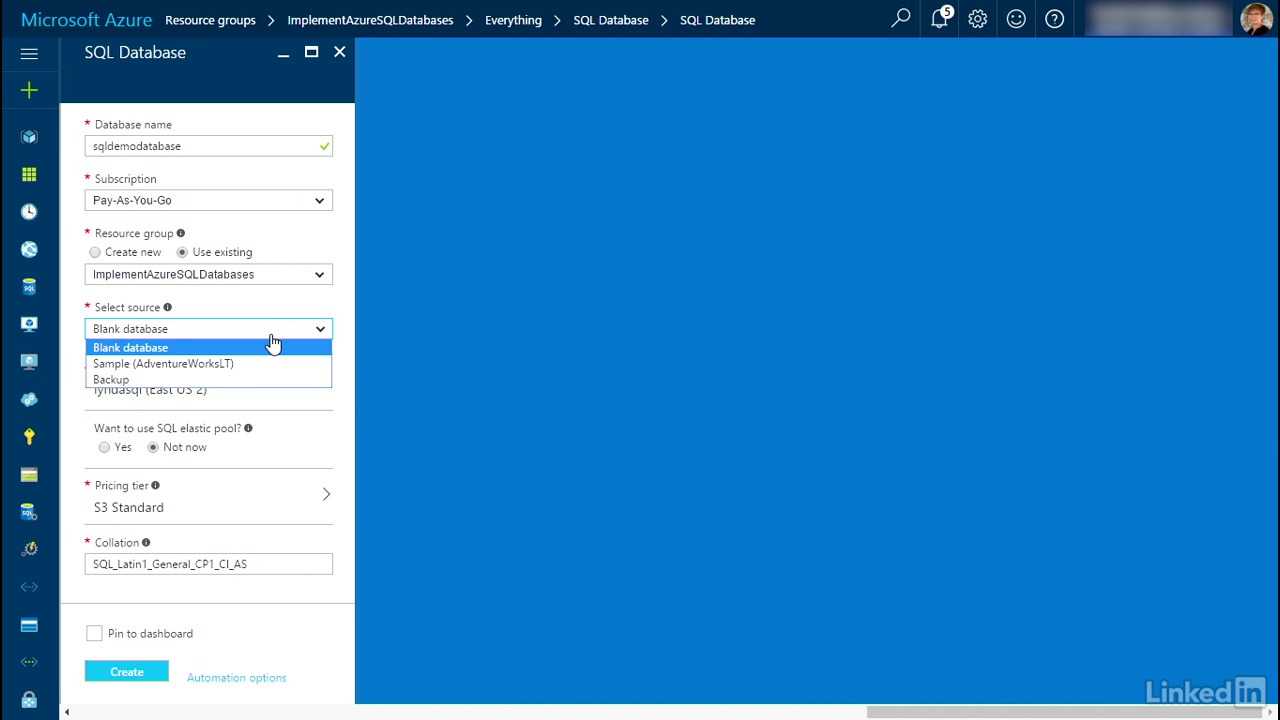 Microsoft Azure Resource groups > ImplementAzureSQLDatabases > Everything > SQL Database > SQL Database 5
SQL Database
* Database name
sqldemodatabase
* Subscription
Pay-As-You-Go
* Resource group
Create new Use existing
ImplementAzureSQLDatabases
* Select source
Blank database
Blank database
Sample (AdventureWorksLT)
Backup
lyndasql (East US 2)
Want to use SQL elastic pool?
Yes Not now
* Pricing tier
S3 Standard
* Collation
SQL_Latin1_General_CP1_CI_AS
Pin to dashboard
Create Automation options
SQL
SQL
LinkedIn